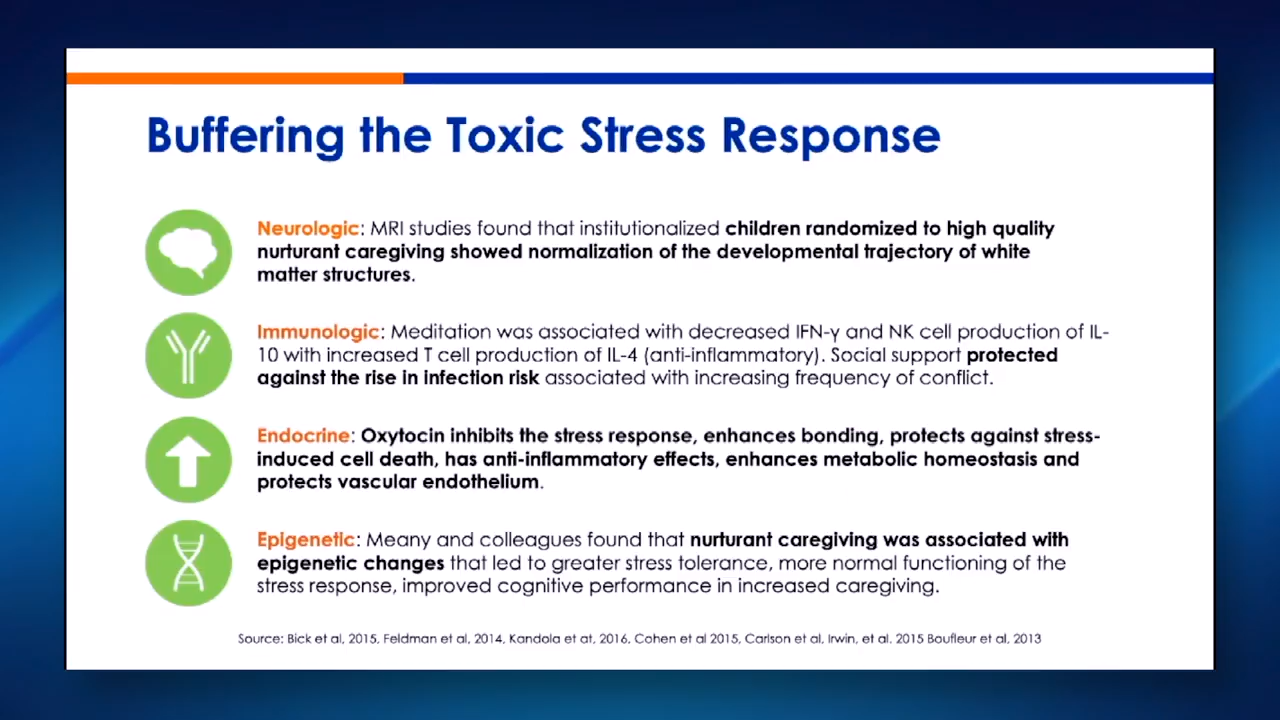 Buffering the Toxic Stress Response
Neurologic: MRI studies found that institutionalized children randomized to high quality
nurturant caregiving showed normalization of the developmental trajectory of white
matter structures.
Immunologic: Meditation was associated with decreased IFN-γ and NK cell production of IL-
10 with increased T cell production of IL-4 (anti-inflammatory). Social support protected
against the rise in infection risk associated with increasing frequency of conflict.
Endocrine: Oxytocin inhibits the stress response, enhances bonding, protects against stress-
induced cell death, has anti-inflammatory effects, enhances metabolic homeostasis and
protects vascular endothelium.
Epigenetic: Meany and colleagues found that nurturant caregiving was associated with
epigenetic changes that led to greater stress tolerance, more normal functioning of the
stress response, improved cognitive performance in increased caregiving.
Source: Bick et al, 2015, Feldman et al, 2014, Kandola et at, 2016, Cohen et al 2015, Carlson et al, Irwin, et al. 2015 Boufleur et al, 2013